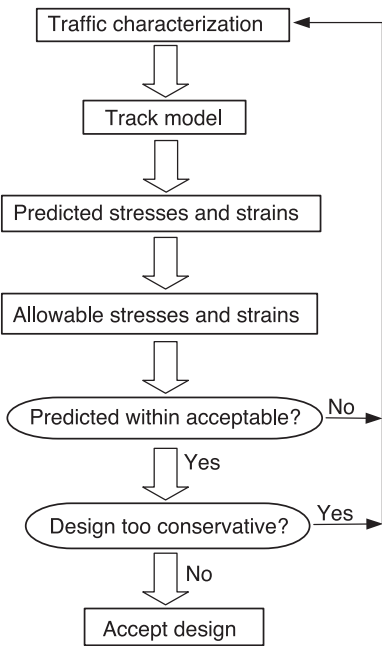 Traffic characterization
Track model
Predicted stresses and strains
Allowable stresses and strains
Predicted within acceptable?
No
Yes
Design too conservative?
Yes
No
Accept design